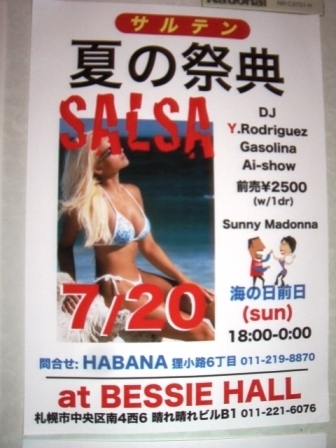 National
サルテン
夏の祭典
SALSA
DJ
Y.Rodriguez
Gasolina
Ai-show
前売¥2500
(w/1dr)
Sunny Madonna
7/20
海の日前日
(sun)
18:00-0:00
問合せ: HABANA 狸小路6丁目 011-219-8870
at BESSIE HALL
札幌市中央区南4西6 晴れ晴れビルB1 011-221-6076